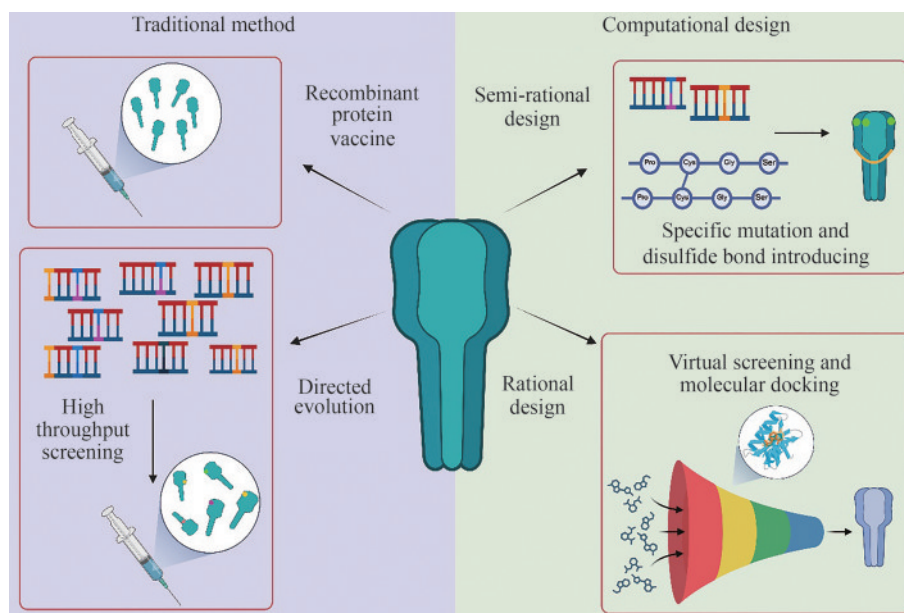 Traditional method
Computational design
Recombinant
protein
vaccine
Semi-rational
design
Pro
Cys
Gly
Ser
Pro
Cys
Gly
Ser
Specific mutation and
disulfide bond introducing
High
throughput
screening
Directed
evolution
Rational
design
Virtual screening and
molecular docking